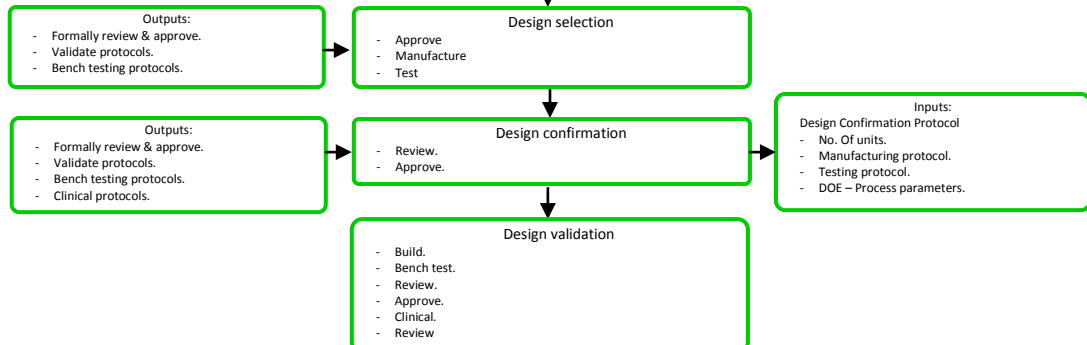 Outputs:
- Formally review & approve.
- Validate protocols.
- Bench testing protocols.
Design selection
- Approve
- Manufacture
- Test
Outputs:
- Formally review & approve.
- Validate protocols.
- Bench testing protocols.
- Clinical protocols.
Design confirmation
- Review.
- Approve.
Inputs:
Design Confirmation Protocol
- No. Of units.
- Manufacturing protocol.
- Testing protocol.
- DOE – Process parameters.
Design validation
- Build.
- Bench test.
- Review.
- Approve.
- Clinical.
- Review